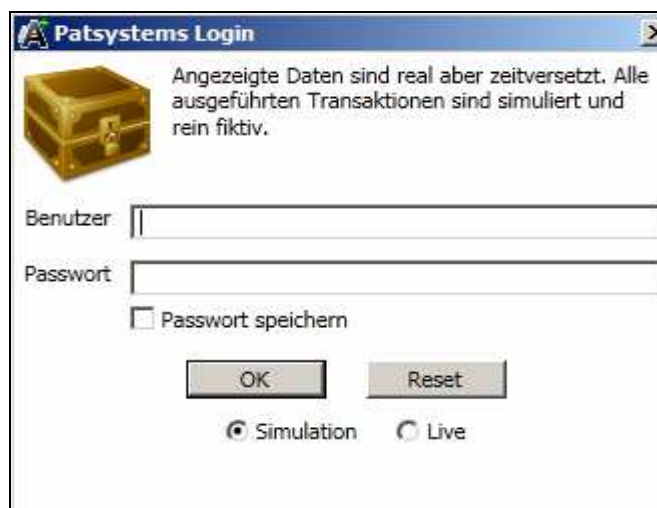 Patsystems Login
Angezeigte Daten sind real aber zeitversetzt. Alle
ausgeführten Transaktionen sind simuliert und
rein fiktiv.
Benutzer
Passwort
Passwort speichern
OK Reset
Simulation Live